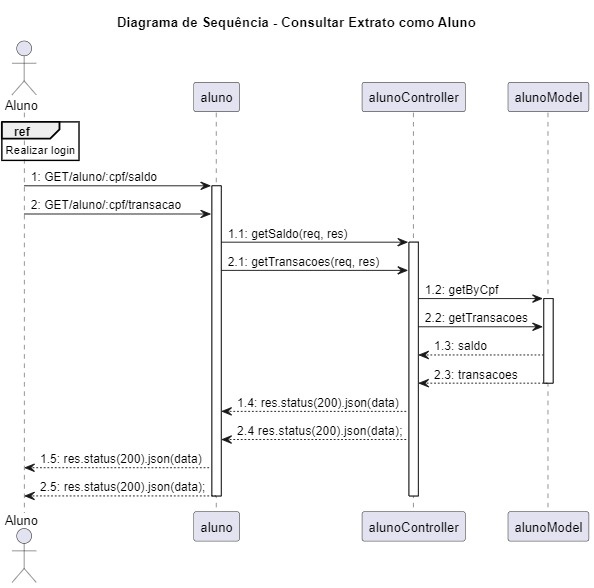 Diagrama de Sequência - Consultar Extrato como Aluno
Aluno
aluno
alunoController
alunoModel
ref
Realizar login
1: GET/aluno/:cpf/saldo
2: GET/aluno/:cpf/transacao
1.1: getSaldo(req, res)
2.1: getTransacoes(req, res)
1.2: getByCpf
2.2: getTransacoes
1.3: saldo
2.3: transacoes
1.4: res.status(200).json(data)
2.4 res.status(200).json(data);
1.5: res.status(200).json(data)
2.5: res.status(200).json(data);
Aluno
aluno
alunoController
alunoModel